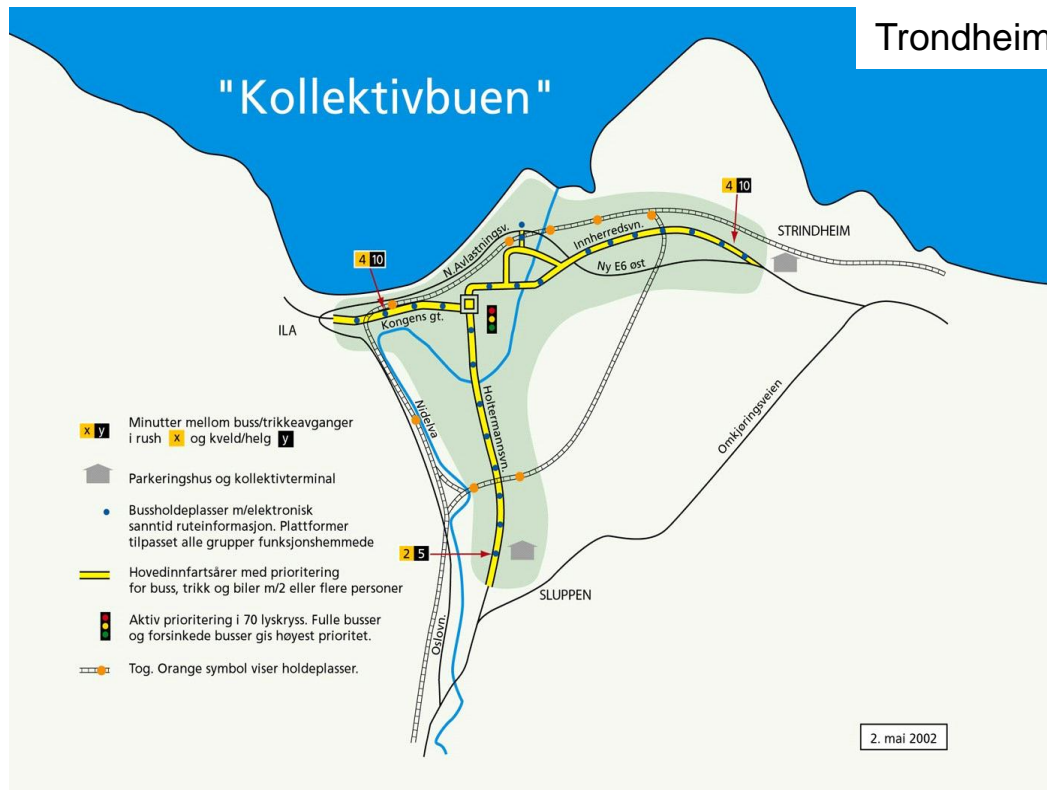 Trondheim
"Kollektivbuen"
4 10
STRINDHEIM
N.Avlastningsv.
Innherredsvn.
Ny E6 øst
4 10
Kongens gt.
ILA
Holtermannsvn.
Nidelva
Omkjøringsveien
2 5
SLUPPEN
Oslovn.
x y Minutter mellom buss/trikkeavganger
i rush x og kveld/helg y
Parkeringshus og kollektivterminal
Bussholdeplasser m/elektronisk
sanntid ruteinformasjon. Plattformer
tilpasset alle grupper funksjonshemmede
Hovedinnfartsårer med prioritering
for buss, trikk og biler m/2 eller flere personer
Aktiv prioritering i 70 lyskryss. Fulle busser
og forsinkede busser gis høyest prioritet.
Tog. Orange symbol viser holdeplasser.
2. mai 2002